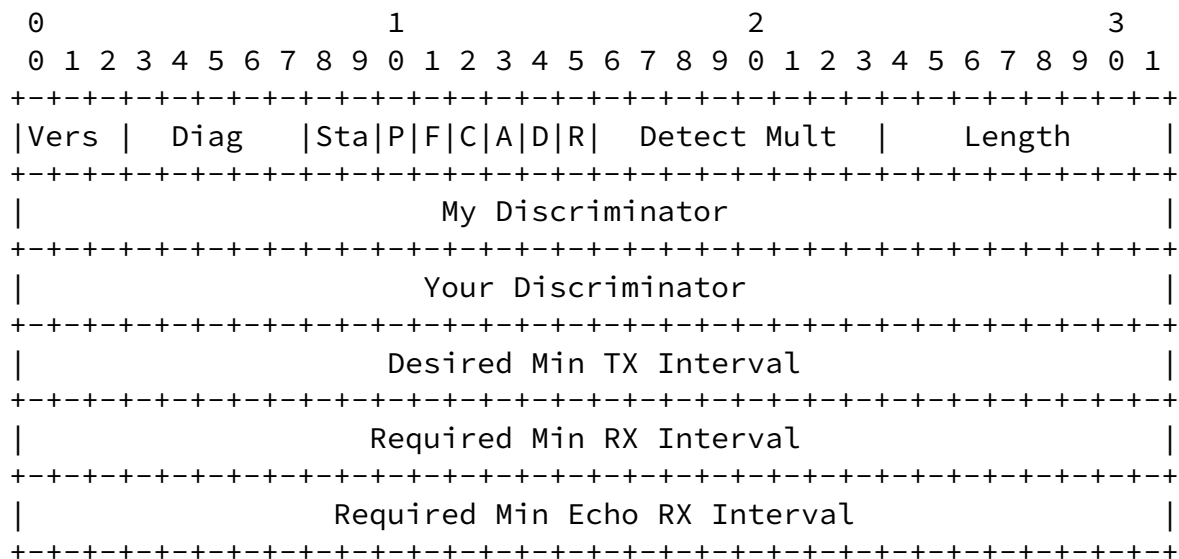 0                   1                   2                   3
 0 1 2 3 4 5 6 7 8 9 0 1 2 3 4 5 6 7 8 9 0 1 2 3 4 5 6 7 8 9 0 1
+-+-+-+-+-+-+-+-+-+-+-+-+-+-+-+-+-+-+-+-+-+-+-+-+-+-+-+-+-+-+-+-+
|Vers |  Diag   |Sta|P|F|C|A|D|R|  Detect Mult  |    Length     |
+-+-+-+-+-+-+-+-+-+-+-+-+-+-+-+-+-+-+-+-+-+-+-+-+-+-+-+-+-+-+-+-+
|                       My Discriminator                        |
+-+-+-+-+-+-+-+-+-+-+-+-+-+-+-+-+-+-+-+-+-+-+-+-+-+-+-+-+-+-+-+-+
|                      Your Discriminator                       |
+-+-+-+-+-+-+-+-+-+-+-+-+-+-+-+-+-+-+-+-+-+-+-+-+-+-+-+-+-+-+-+-+
|                    Desired Min TX Interval                    |
+-+-+-+-+-+-+-+-+-+-+-+-+-+-+-+-+-+-+-+-+-+-+-+-+-+-+-+-+-+-+-+-+
|                   Required Min RX Interval                    |
+-+-+-+-+-+-+-+-+-+-+-+-+-+-+-+-+-+-+-+-+-+-+-+-+-+-+-+-+-+-+-+-+
|                 Required Min Echo RX Interval                 |
+-+-+-+-+-+-+-+-+-+-+-+-+-+-+-+-+-+-+-+-+-+-+-+-+-+-+-+-+-+-+-+-+